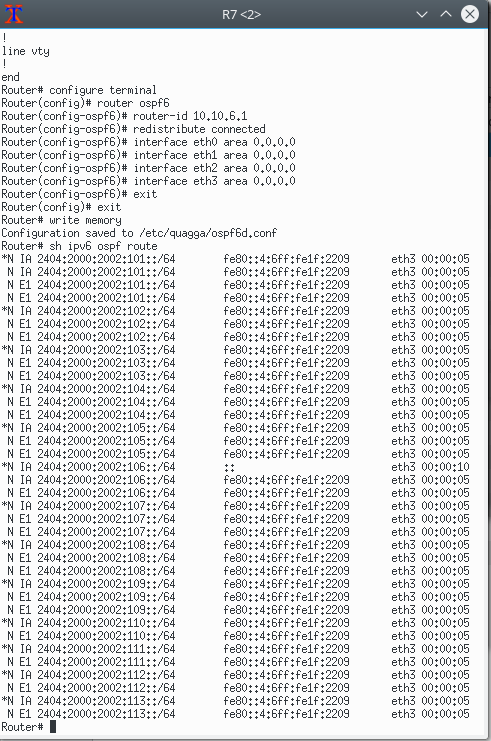 R7 <2>
!
line vty
!
end
Router# configure terminal
Router(config)# router ospf6
Router(config-ospf6)# router-id 10.10.6.1
Router(config-ospf6)# redistribute connected
Router(config-ospf6)# interface eth0 area 0.0.0.0
Router(config-ospf6)# interface eth1 area 0.0.0.0
Router(config-ospf6)# interface eth2 area 0.0.0.0
Router(config-ospf6)# interface eth3 area 0.0.0.0
Router(config-ospf6)# exit
Router(config)# exit
Router# write memory
Configuration saved to /etc/quagga/ospf6d.conf
Router# sh ipv6 ospf route
*N IA 2404:2000:2002:101::/64 fe80::4:6ff:fe1f:2209 eth3 00:00:05
N IA 2404:2000:2002:101::/64 fe80::4:6ff:fe1f:2209 eth3 00:00:05
N E1 2404:2000:2002:101::/64 fe80::4:6ff:fe1f:2209 eth3 00:00:05
N E1 2404:2000:2002:101::/64 fe80::4:6ff:fe1f:2209 eth3 00:00:05
*N IA 2404:2000:2002:102::/64 fe80::4:6ff:fe1f:2209 eth3 00:00:05
N E1 2404:2000:2002:102::/64 fe80::4:6ff:fe1f:2209 eth3 00:00:05
N E1 2404:2000:2002:102::/64 fe80::4:6ff:fe1f:2209 eth3 00:00:05
*N IA 2404:2000:2002:103::/64 fe80::4:6ff:fe1f:2209 eth3 00:00:05
N E1 2404:2000:2002:103::/64 fe80::4:6ff:fe1f:2209 eth3 00:00:05
N E1 2404:2000:2002:103::/64 fe80::4:6ff:fe1f:2209 eth3 00:00:05
*N IA 2404:2000:2002:104::/64 fe80::4:6ff:fe1f:2209 eth3 00:00:05
N E1 2404:2000:2002:104::/64 fe80::4:6ff:fe1f:2209 eth3 00:00:05
N E1 2404:2000:2002:104::/64 fe80::4:6ff:fe1f:2209 eth3 00:00:05
*N IA 2404:2000:2002:105::/64 fe80::4:6ff:fe1f:2209 eth3 00:00:05
N E1 2404:2000:2002:105::/64 fe80::4:6ff:fe1f:2209 eth3 00:00:05
N E1 2404:2000:2002:105::/64 fe80::4:6ff:fe1f:2209 eth3 00:00:05
*N IA 2404:2000:2002:106::/64 :: eth3 00:00:10
N IA 2404:2000:2002:106::/64 fe80::4:6ff:fe1f:2209 eth3 00:00:05
N E1 2404:2000:2002:106::/64 fe80::4:6ff:fe1f:2209 eth3 00:00:05
*N IA 2404:2000:2002:107::/64 fe80::4:6ff:fe1f:2209 eth3 00:00:05
N E1 2404:2000:2002:107::/64 fe80::4:6ff:fe1f:2209 eth3 00:00:05
N E1 2404:2000:2002:107::/64 fe80::4:6ff:fe1f:2209 eth3 00:00:05
*N IA 2404:2000:2002:108::/64 fe80::4:6ff:fe1f:2209 eth3 00:00:05
N E1 2404:2000:2002:108::/64 fe80::4:6ff:fe1f:2209 eth3 00:00:05
N E1 2404:2000:2002:108::/64 fe80::4:6ff:fe1f:2209 eth3 00:00:05
*N IA 2404:2000:2002:109::/64 fe80::4:6ff:fe1f:2209 eth3 00:00:05
N E1 2404:2000:2002:109::/64 fe80::4:6ff:fe1f:2209 eth3 00:00:05
N E1 2404:2000:2002:109::/64 fe80::4:6ff:fe1f:2209 eth3 00:00:05
*N IA 2404:2000:2002:110::/64 fe80::4:6ff:fe1f:2209 eth3 00:00:05
N E1 2404:2000:2002:110::/64 fe80::4:6ff:fe1f:2209 eth3 00:00:05
*N IA 2404:2000:2002:111::/64 fe80::4:6ff:fe1f:2209 eth3 00:00:05
N E1 2404:2000:2002:111::/64 fe80::4:6ff:fe1f:2209 eth3 00:00:05
*N IA 2404:2000:2002:112::/64 fe80::4:6ff:fe1f:2209 eth3 00:00:05
N E1 2404:2000:2002:112::/64 fe80::4:6ff:fe1f:2209 eth3 00:00:05
*N IA 2404:2000:2002:113::/64 fe80::4:6ff:fe1f:2209 eth3 00:00:05
N E1 2404:2000:2002:113::/64 fe80::4:6ff:fe1f:2209 eth3 00:00:05
Router#